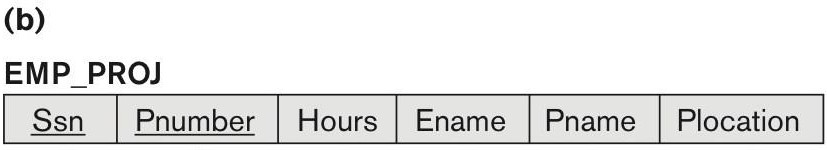 (b)
EMP_PROJ
Ssn Pnumber Hours Ename Pname Plocation